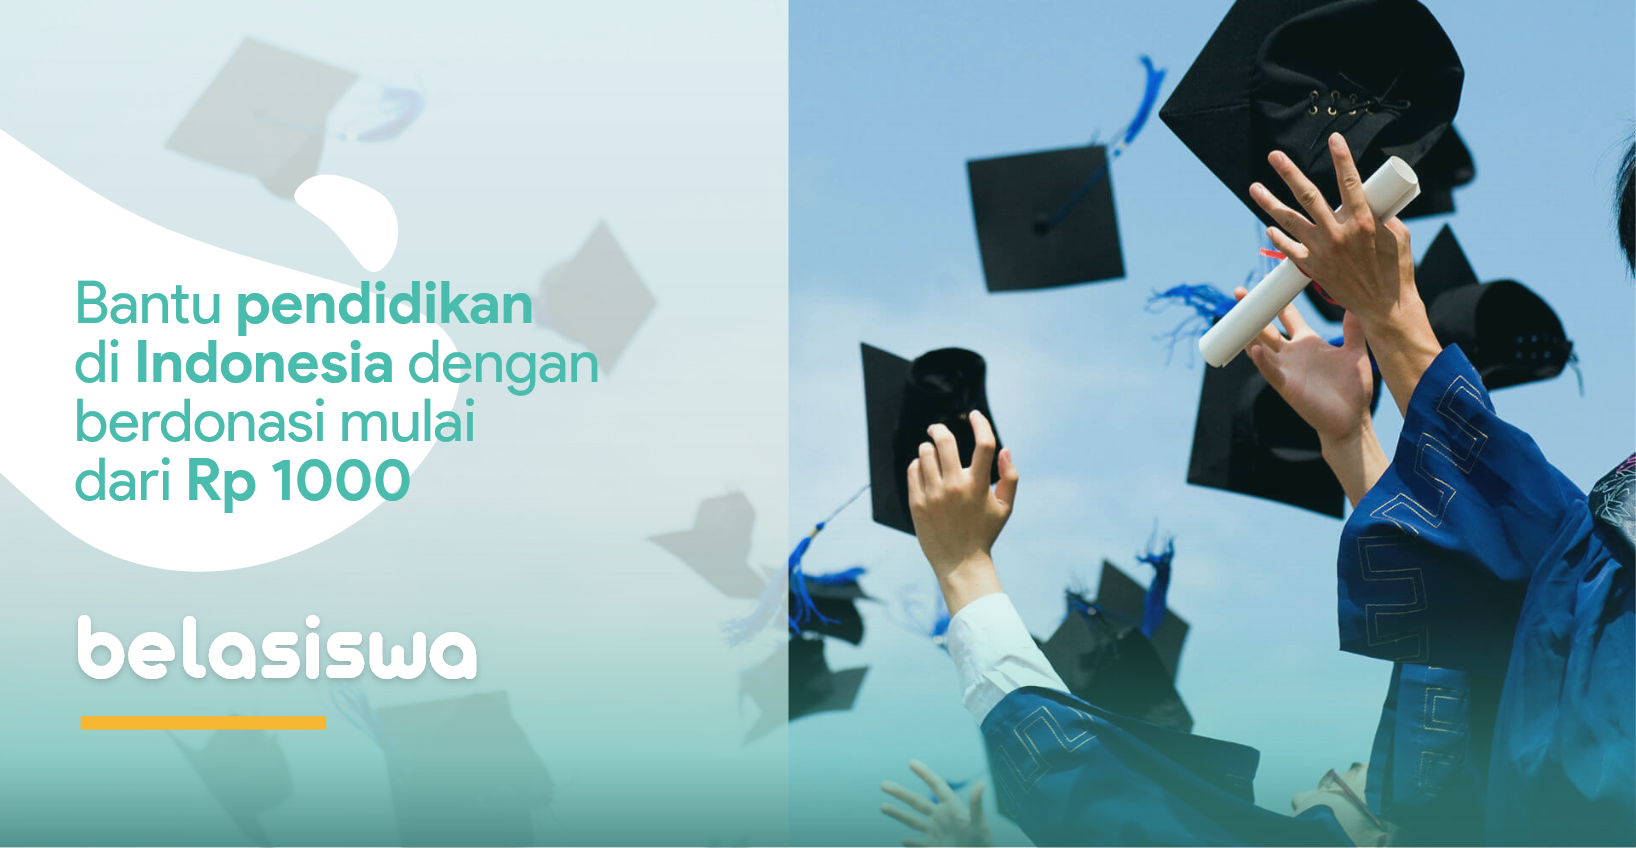 Bantu pendidikan
di Indonesia dengan
berdonasi mulai
dari Rp 1000
belasiswa